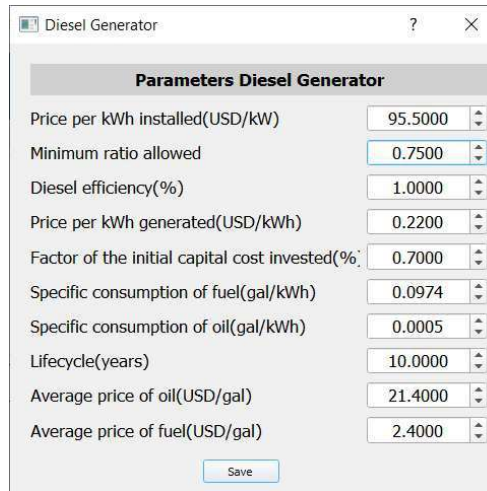 Diesel Generator ? ×
Parameters Diesel Generator
Price per kWh installed(USD/kW) 95.5000
Minimum ratio allowed 0.7500
Diesel efficiency(%) 1.0000
Price per kWh generated(USD/kWh) 0.2200
Factor of the initial capital cost invested(% 0.7000
Specific consumption of fuel(gal/kWh) 0.0974
Specific consumption of oil(gal/kWh) 0.0005
Lifecycle(years) 10.0000
Average price of oil(USD/gal) 21.4000
Average price of fuel(USD/gal) 2.4000
Save